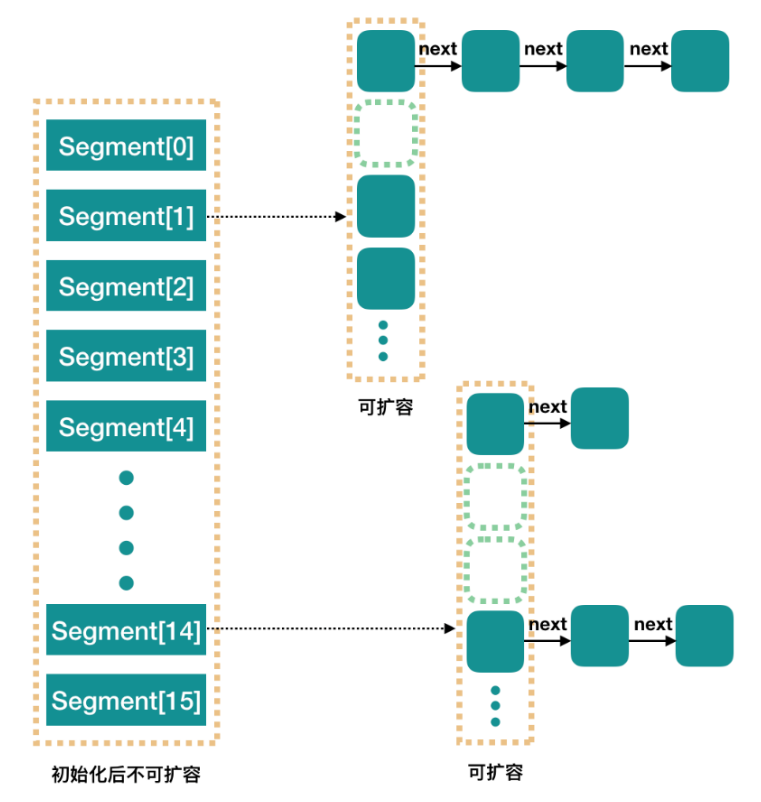 next next next
Segment[0]
Segment[1]
Segment[2]
Segment[3]
可扩容
Segment[4]
next
Segment[14]
next next
Segment[15]
初始化后不可扩容
可扩容